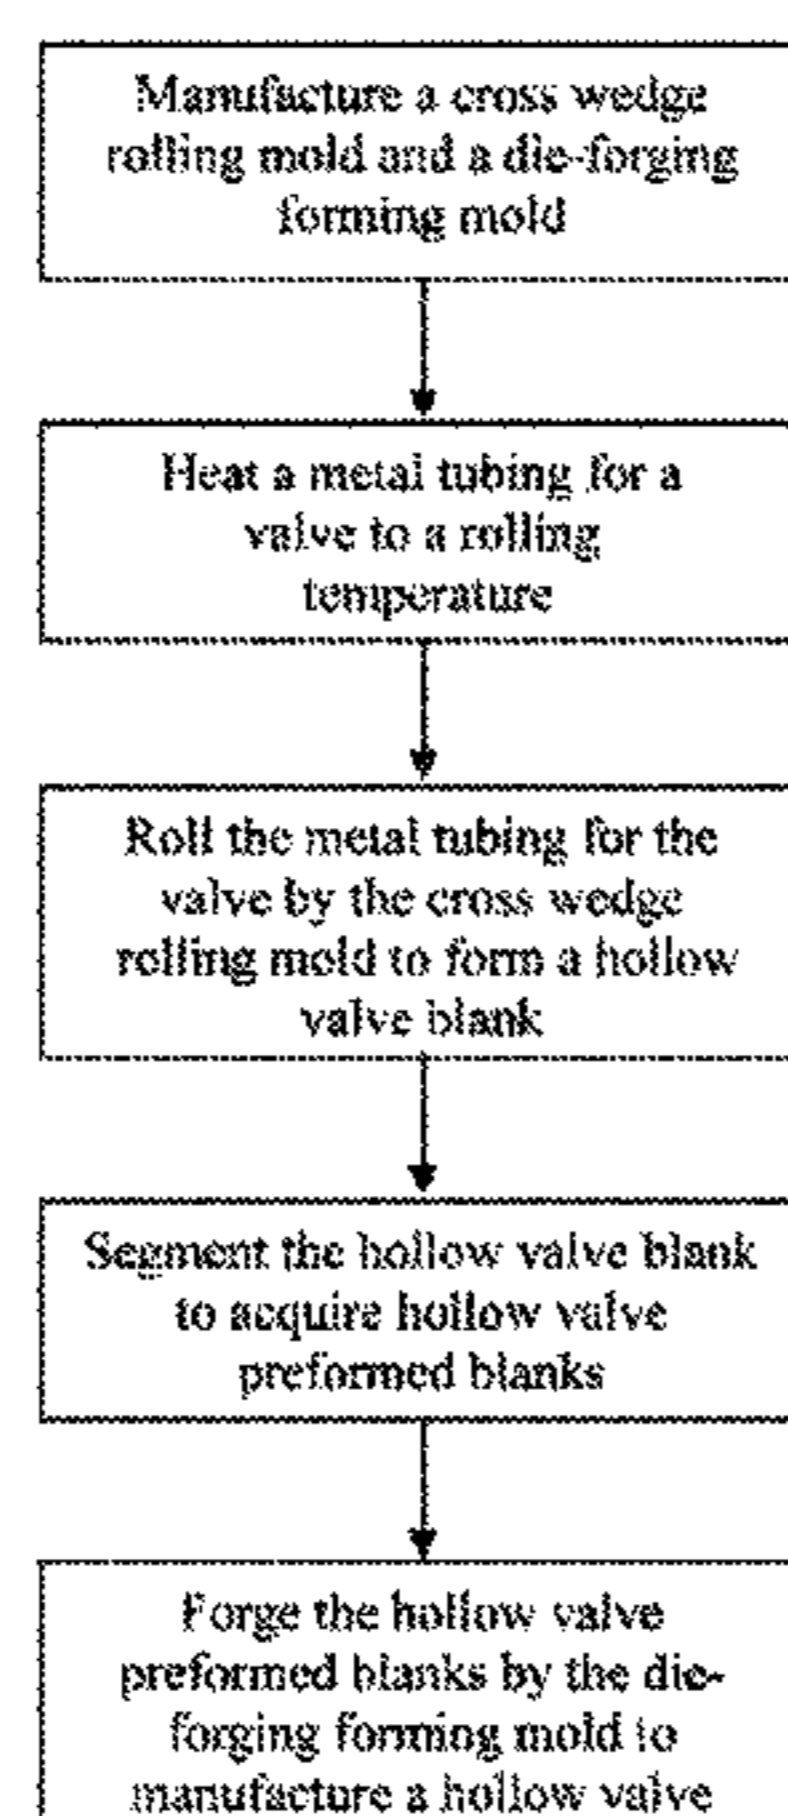 Manufacture a cross wedge
rolling mold and a die-forging
forming mold
Heat a metal tubing for a
valve to a rolling
temperature
Roll the metal tubing for the
valve by the cross wedge
rolling mold to form a hollow
valve blank
Segment the hollow valve blank
to acquire hollow valve
preformed blanks
Forge the hollow valve
preformed blanks by the die-
forging forming mold to
manufacture a hollow valve